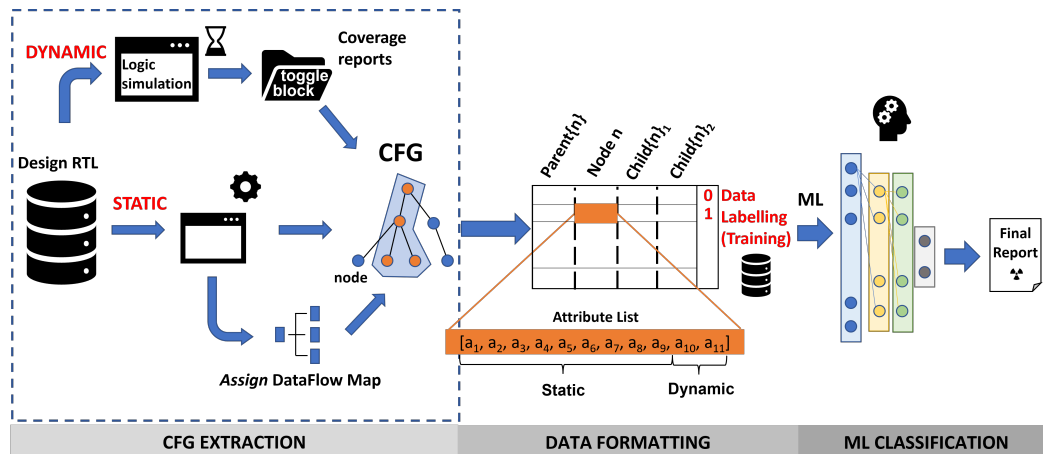 DYNAMIC
Logic
simulation
toggle
block
Coverage
reports
Design RTL
STATIC
CFG
node
Assign DataFlow Map
Parent{n}
Node n
Child{n}₁
Child{n}₂
0
1
Data
Labelling
(Training)
Attribute List
[a₁, a₂, a₃, a₄, a₅, a₆, a₇, a₈, a₉, a₁₀, a₁₁]
Static
Dynamic
ML
Final
Report
CFG EXTRACTION
DATA FORMATTING
ML CLASSIFICATION